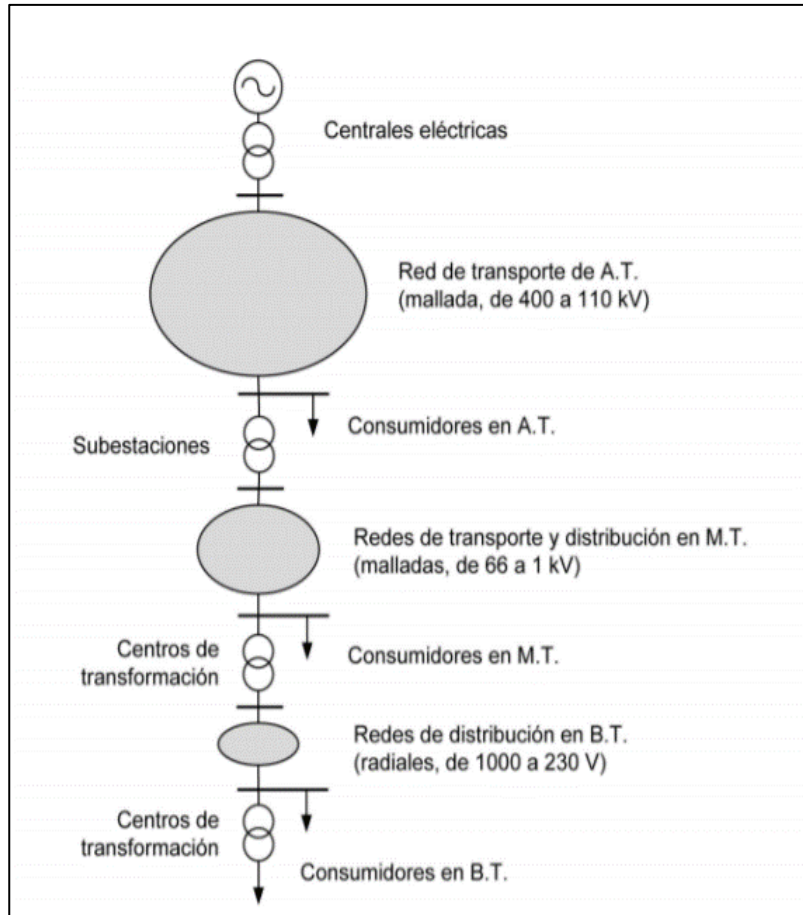 Centrales eléctricas
Red de transporte de A.T.
(mallada, de 400 a 110 kV)
Consumidores en A.T.
Subestaciones
Redes de transporte y distribución en M.T.
(malladas, de 66 a 1 kV)
Centros de
transformación
Consumidores en M.T.
Redes de distribución en B.T.
(radiales, de 1000 a 230 V)
Centros de
transformación
Consumidores en B.T.